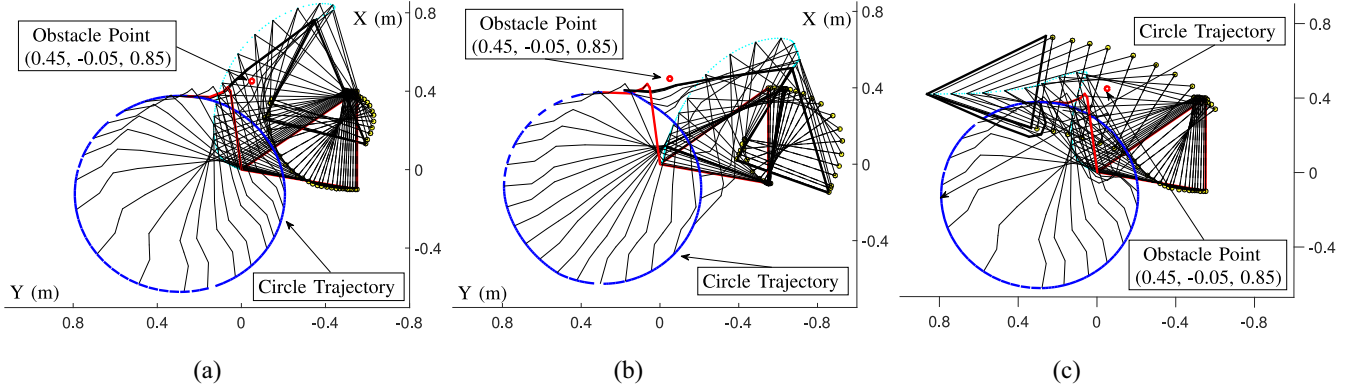 X (m)
0.8
Obstacle Point
(0.45, -0.05, 0.85)
0.4
0
-0.4
Circle Trajectory
Y (m)
0.8 0.4 0 -0.4 -0.8
(a)
X (m)
0.8
Obstacle Point
(0.45, -0.05, 0.85)
0.4
0
-0.4
Circle Trajectory
Y (m)
0.8 0.4 0 -0.4 -0.8
(b)
0.8
Circle Trajectory
0.4
0
Obstacle Point
(0.45, -0.05, 0.85)
-0.4
0.8 0.4 0 -0.4 -0.8
(c)